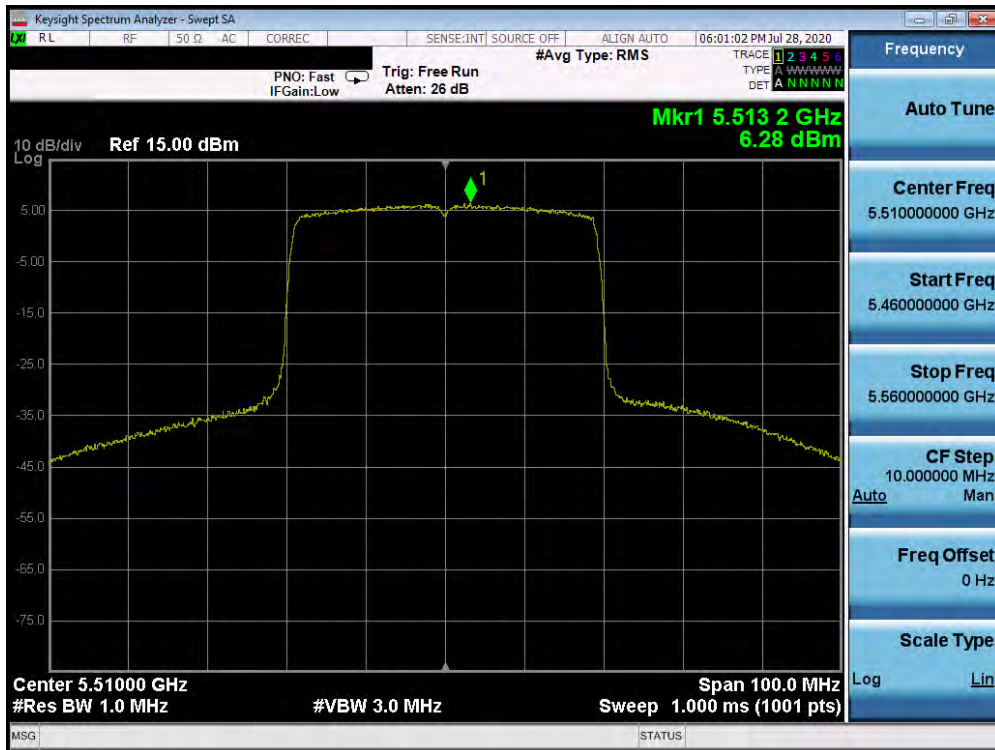 Keysight Spectrum Analyzer - Swept SA
LXI RL RF 50 Ω AC CORREC SENSE:INT SOURCE OFF ALIGN AUTO 06:01:02 PM Jul 28, 2020
#Avg Type: RMS
TRACE 1 2 3 4 5 6
PNO: Fast Trig: Free Run TYPE A WWWWW
IFGain:Low Atten: 26 dB DET A N N N N N
Mkr1 5.513 2 GHz
6.28 dBm
10 dB/div Ref 15.00 dBm
Log
1
5.00
-5.00
-15.0
-25.0
-35.0
-45.0
-55.0
-65.0
-75.0
Center 5.51000 GHz Span 100.0 MHz
#Res BW 1.0 MHz #VBW 3.0 MHz Sweep 1.000 ms (1001 pts)
MSG STATUS
Frequency
Auto Tune
Center Freq
5.510000000 GHz
Start Freq
5.460000000 GHz
Stop Freq
5.560000000 GHz
CF Step
10.000000 MHz
Auto Man
Freq Offset
0 Hz
Scale Type
Log Lin